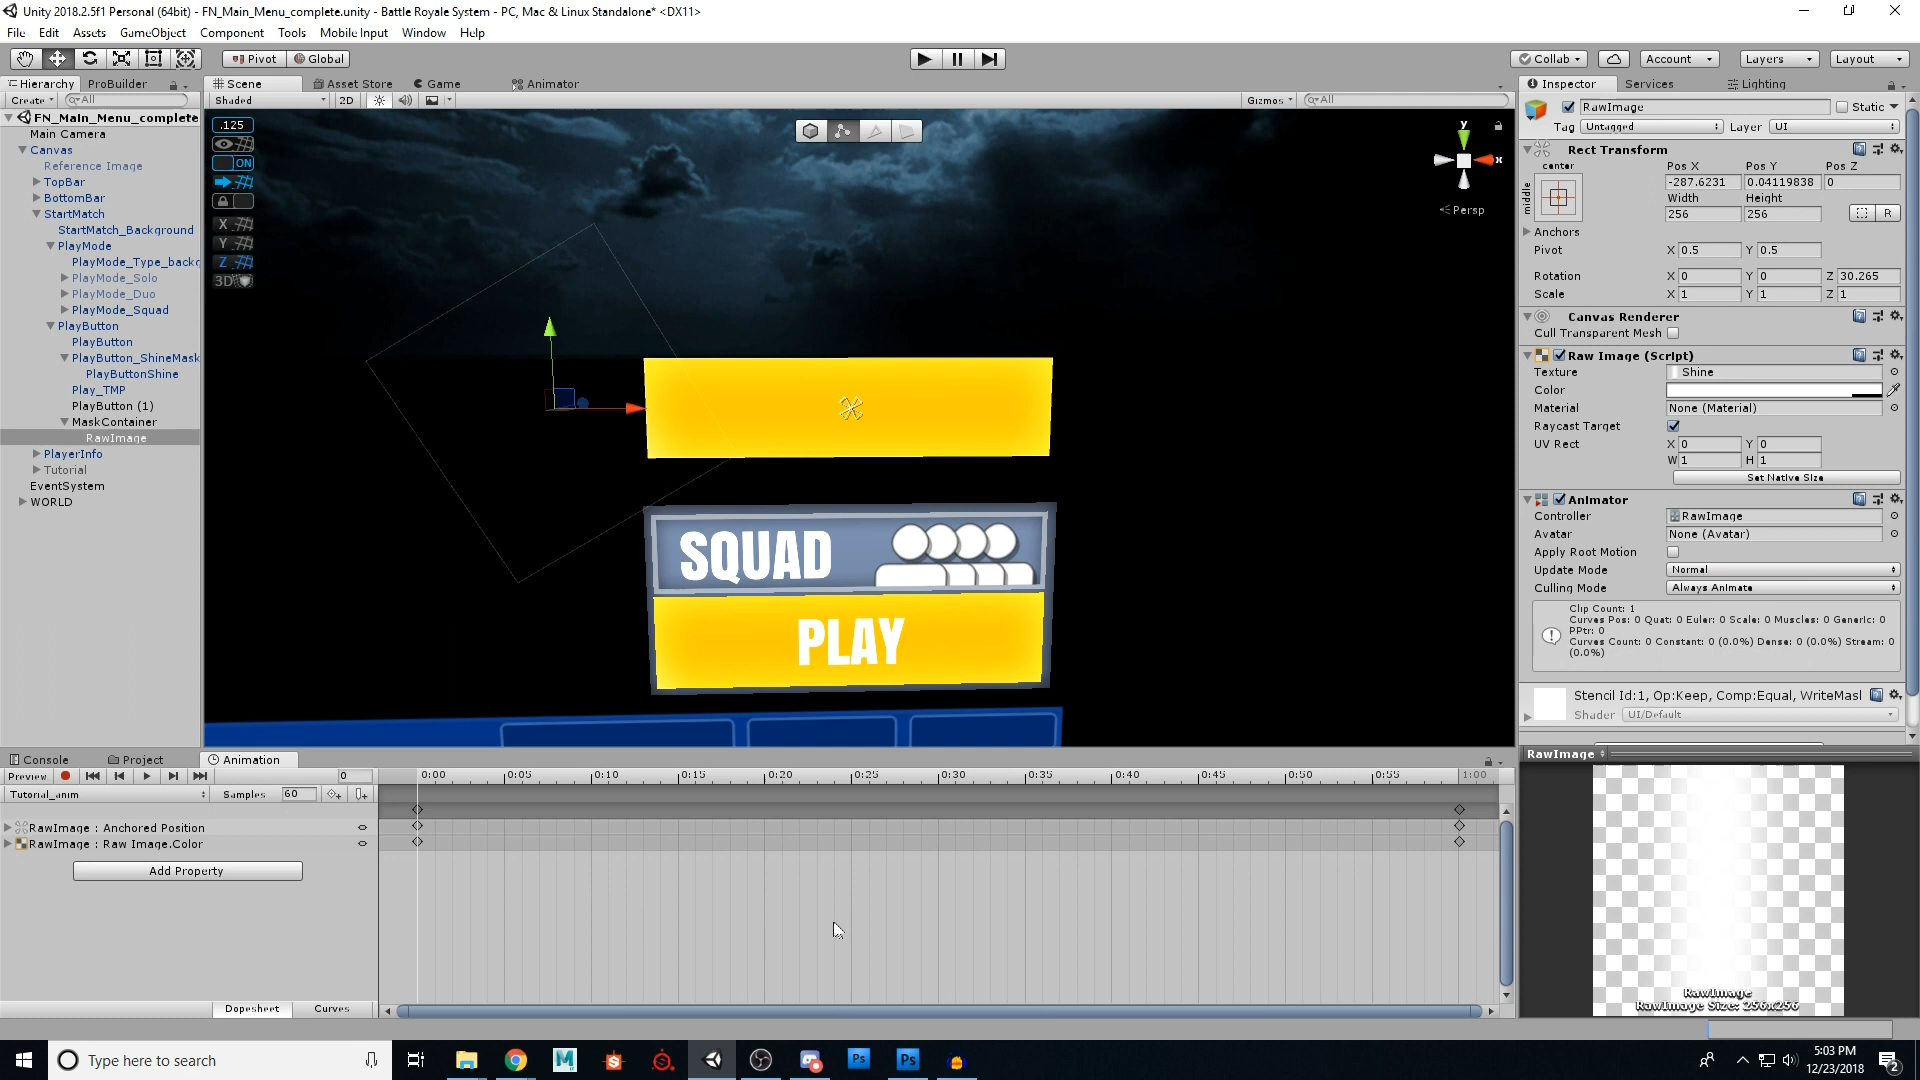 Unity 2018.2.5f1 Personal (64bit) - FN_Main_Menu_complete.unity - Battle Royale System - PC, Mac & Linux Standalone* <DX11>
File Edit Assets GameObject Component Tools Mobile Input Window Help
Pivot Global Collab Account Layers Layout
Hierarchy ProBuilder Scene Asset Store Game Animator Inspector Services Lighting
Create All Shaded 2D Gizmos All
FN_Main_Menu_complete
Main Camera
Canvas
Reference Image
TopBar
BottomBar
StartMatch
StartMatch_Background
PlayMode
PlayMode_Type_backg
PlayMode_Solo
PlayMode_Duo
PlayMode_Squad
PlayButton
PlayButton
PlayButton_ShineMask
PlayButtonShine
Play_TMP
PlayButton (1)
MaskContainer
RawImage
PlayerInfo
Tutorial
EventSystem
WORLD
.125
ON
X
Y
Z
3D
y
x
Persp
SQUAD
PLAY
RawImage Static
Tag Untagged Layer UI
Rect Transform
center Pos X Pos Y Pos Z
middle -287.6231 0.04119838 0
Width Height
256 256 R
Anchors
Pivot X 0.5 Y 0.5
Rotation X 0 Y 0 Z 30.265
Scale X 1 Y 1 Z 1
Canvas Renderer
Cull Transparent Mesh
Raw Image (Script)
Texture Shine
Color
Material None (Material)
Raycast Target
UV Rect X 0 Y 0
W 1 H 1
Set Native Size
Animator
Controller RawImage
Avatar None (Avatar)
Apply Root Motion
Update Mode Normal
Culling Mode Always Animate
Clip Count: 1
Curves Pos: 0 Quat: 0 Euler: 0 Scale: 0 Muscles: 0 Generic: 0
PPtr: 0
Curves Count: 0 Constant: 0 (0.0%) Dense: 0 (0.0%) Stream: 0
(0.0%)
Stencil Id:1, Op:Keep, Comp:Equal, WriteMasl
Shader UI/Default
RawImage
RawImage
RawImage Size: 256x256
Console Project Animation
Preview 0 0:00 0:05 0:10 0:15 0:20 0:25 0:30 0:35 0:40 0:45 0:50 0:55 1:00
Tutorial_anim Samples 60
RawImage : Anchored Position
RawImage : Raw Image.Color
Add Property
Dopesheet Curves
Type here to search
Ps
Ps
5:03 PM
12/23/2018
2